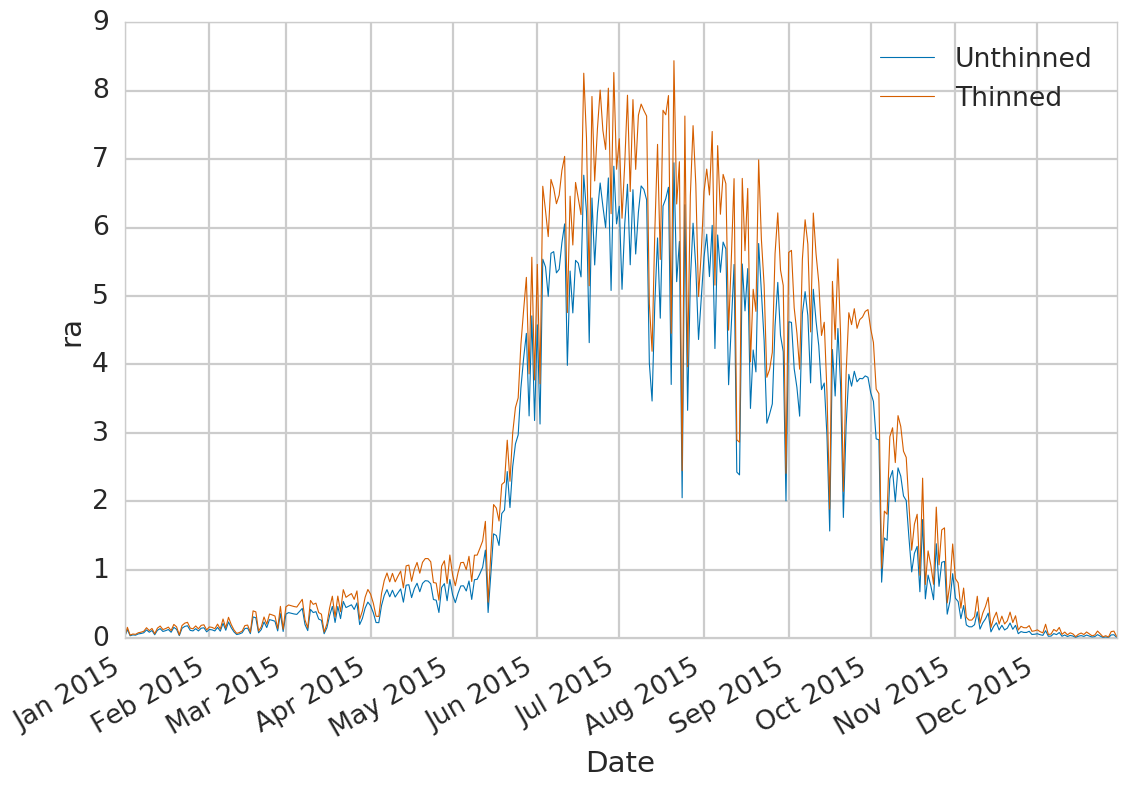 9
8
7
6
5
4
3
2
1
0
ra
Unthinned
Thinned
Jan 2015
Feb 2015
Mar 2015
Apr 2015
May 2015
Jun 2015
Jul 2015
Aug 2015
Sep 2015
Oct 2015
Nov 2015
Dec 2015
Date